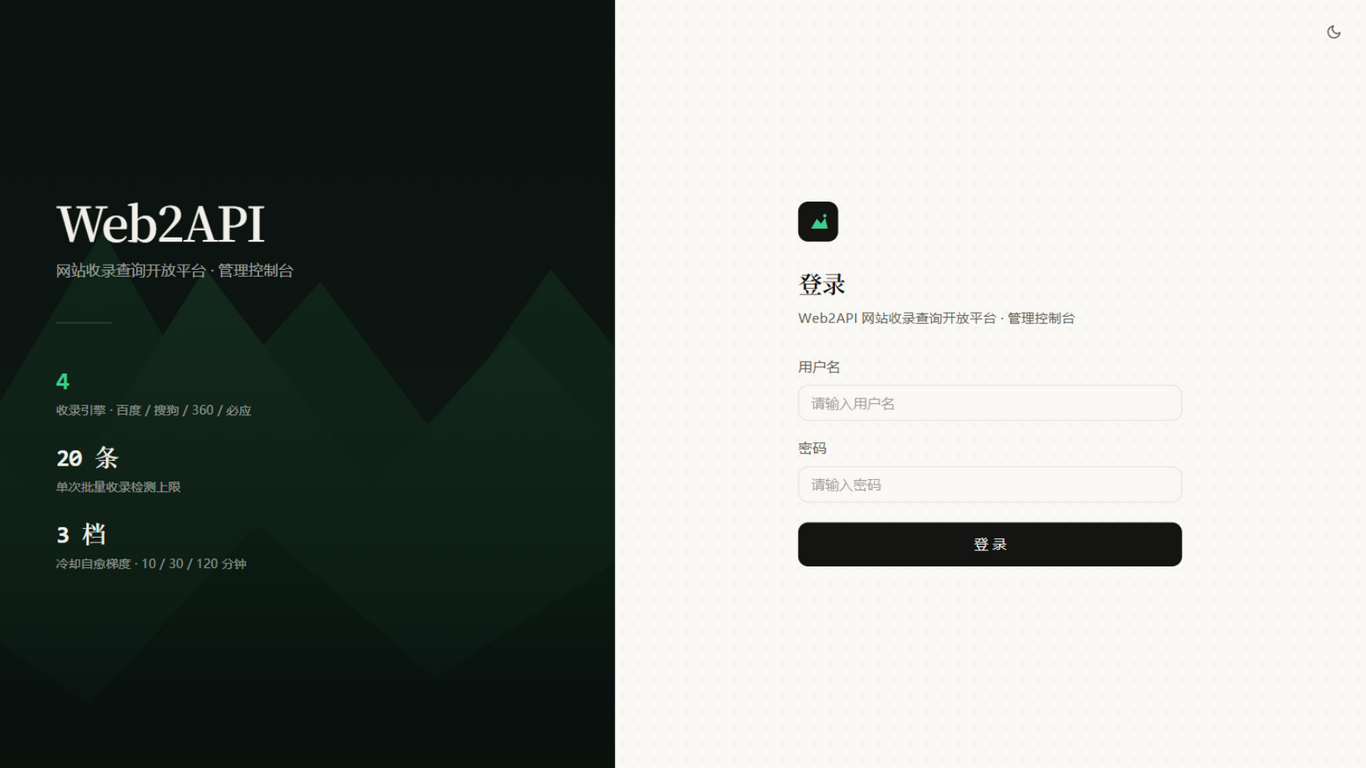 Web2API
网站收录查询开放平台 · 管理控制台
4
收录引擎 · 百度 / 搜狗 / 360 / 必应
20 条
单次批量收录检测上限
3 档
冷却自愈梯度 · 10 / 30 / 120 分钟
登录
Web2API 网站收录查询开放平台 · 管理控制台
用户名
请输入用户名
密码
请输入密码
登 录